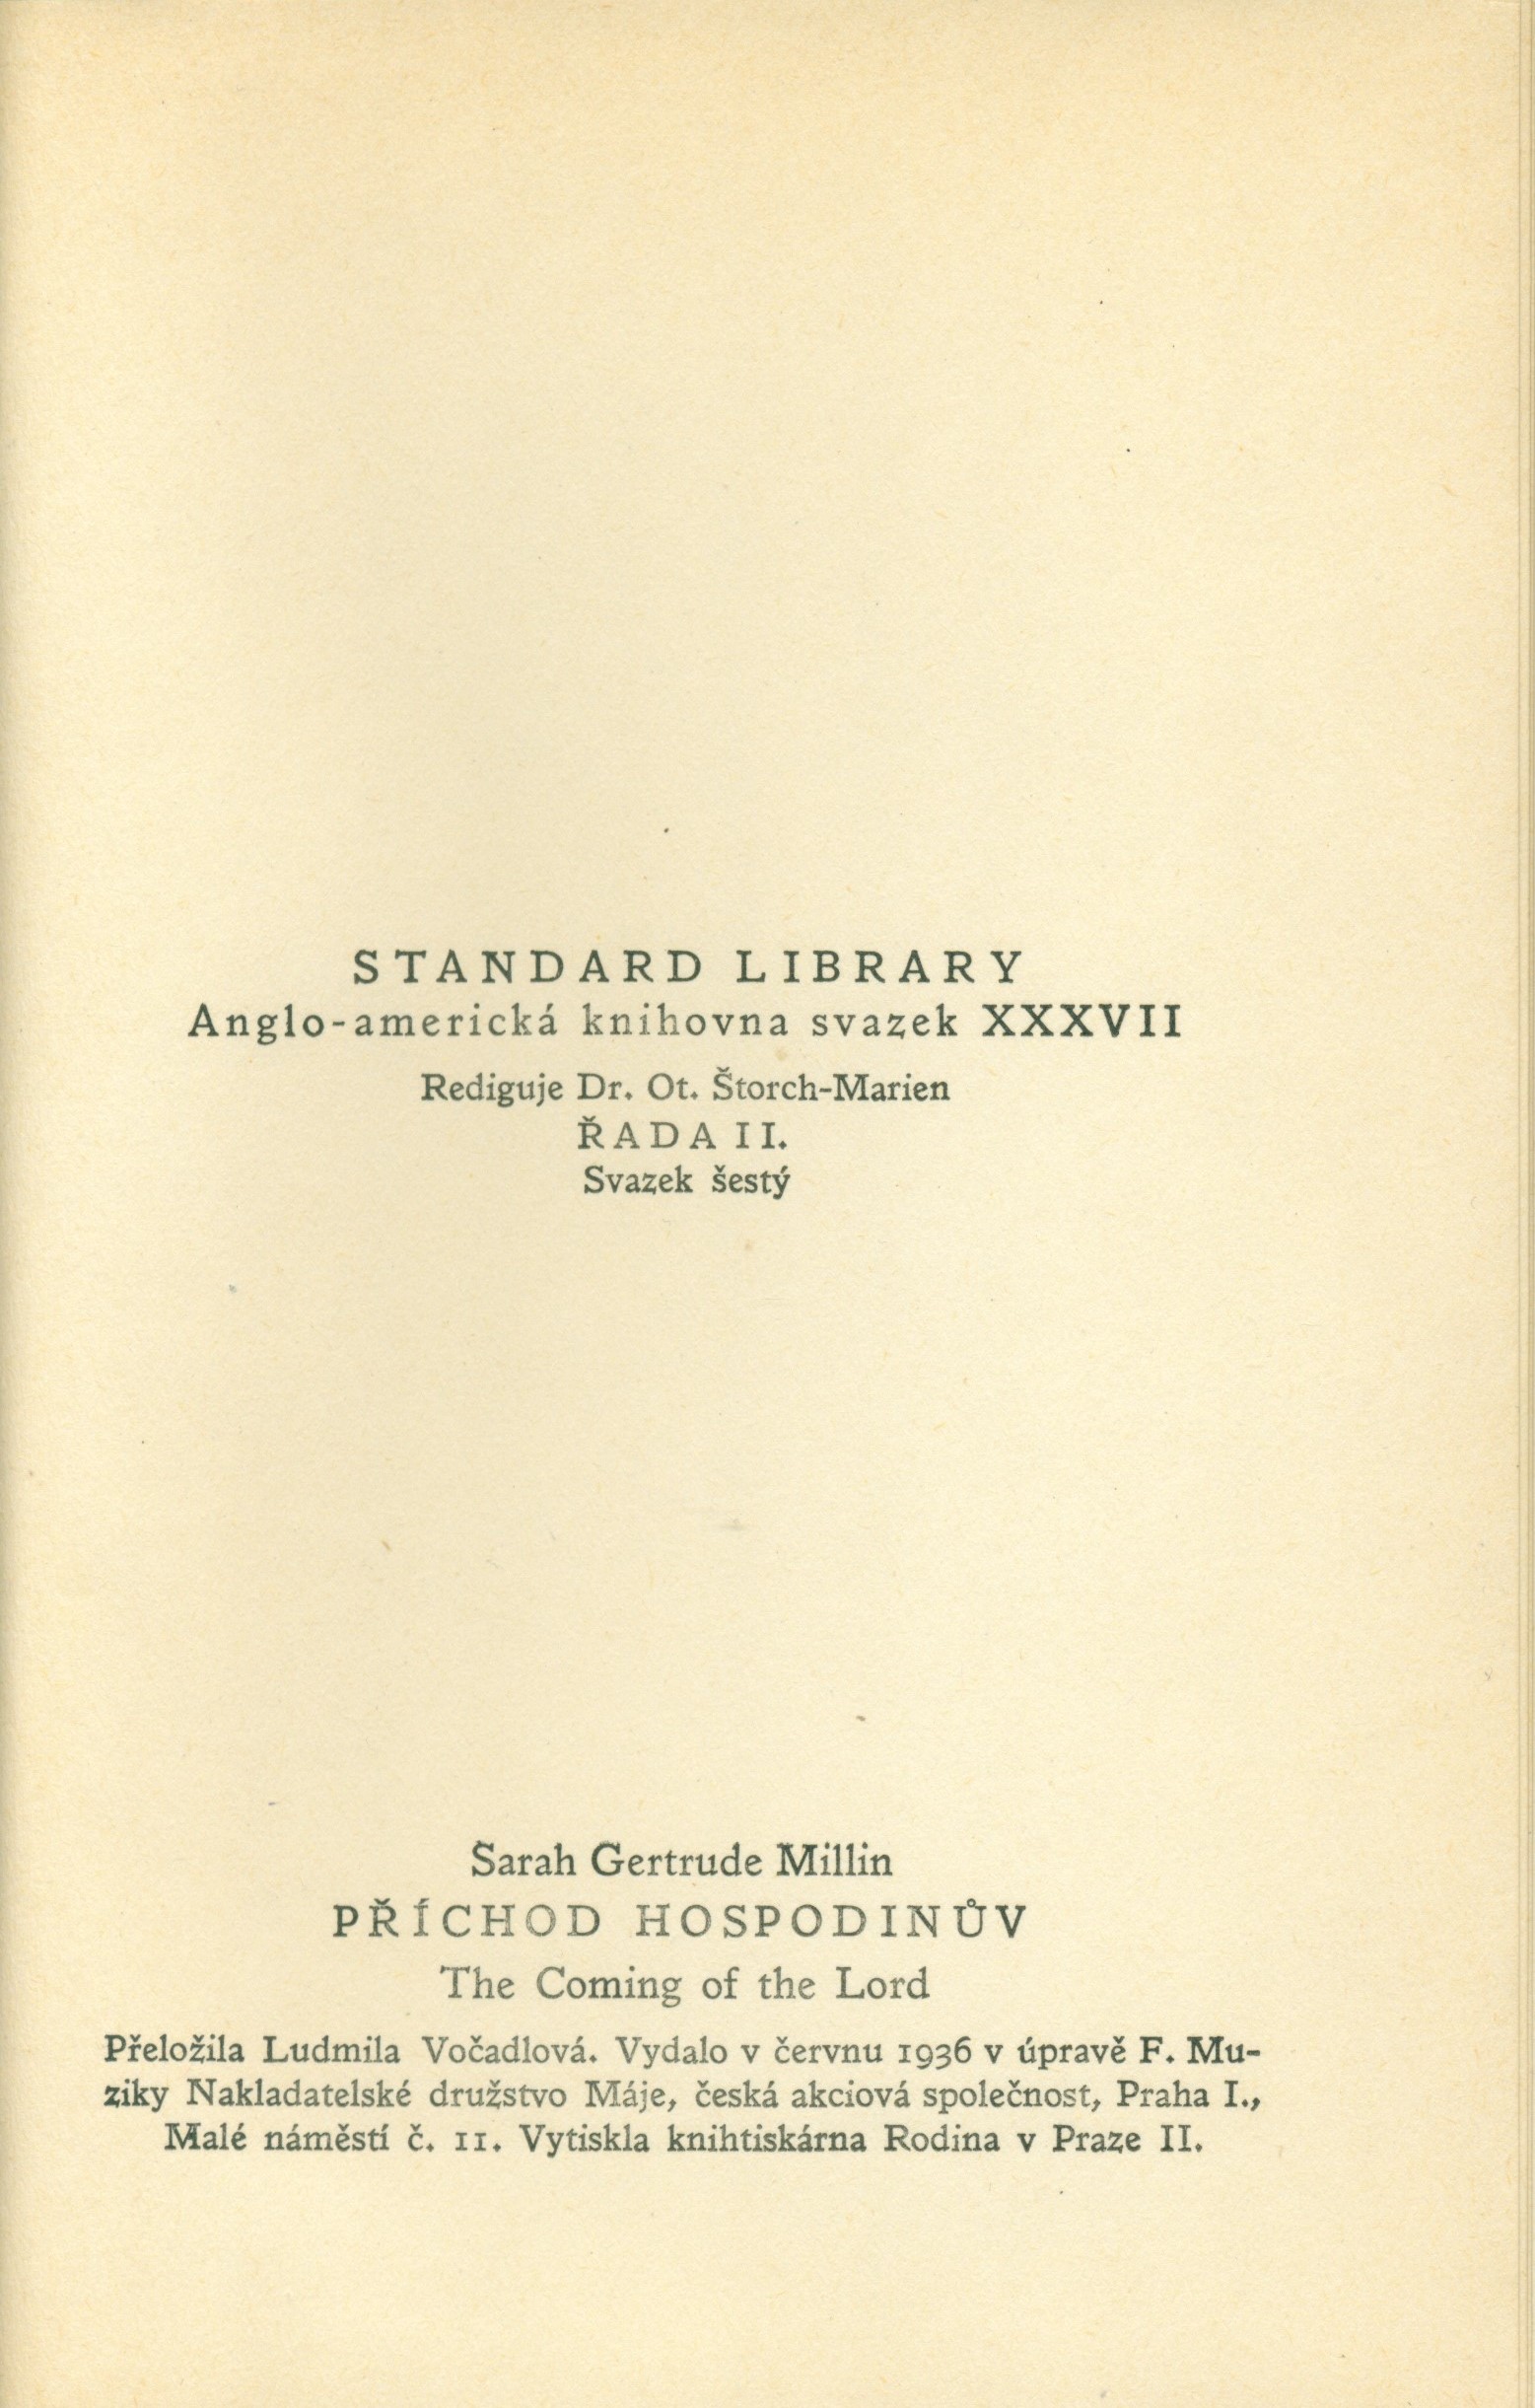 STANDARD LIBRARY
Anglo-americká knihovna svazek XXXVII
Rediguje Dr. Ot. Štorch-Marien
ŘADA II.
Svazek šestý
Sarah Gertrude Millin
PŘÍCHOD HOSPODINŮV
The Coming of the Lord
Přeložila Ludmila Vočadlová. Vydalo v červnu 1936 v úpravě F. Mu-
ziky Nakladatelské družstvo Máje, česká akciová společnost, Praha I.,
Malé náměstí č. 11. Vytiskla knihtiskárna Rodina v Praze II.